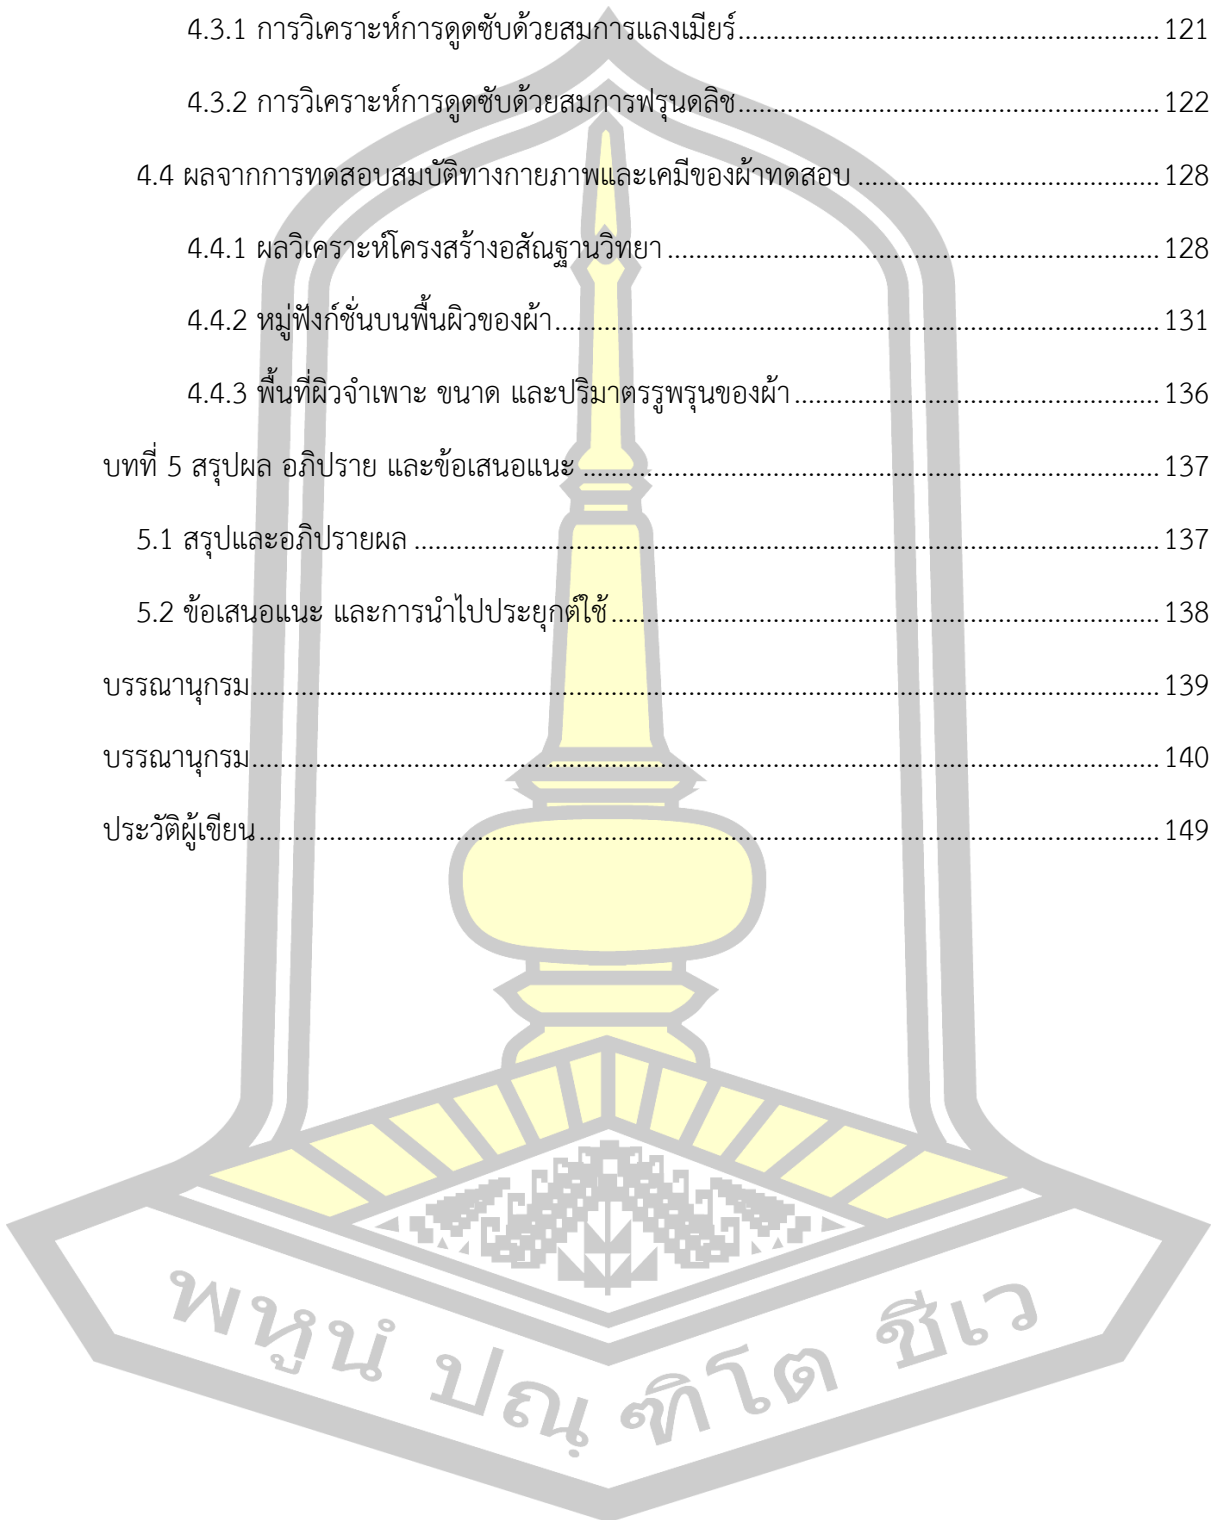 4.3.1 การวิเคราะห์การดูดซับด้วยสมการแลงเมียร์.......................................................... 121
4.3.2 การวิเคราะห์การดูดซับด้วยสมการฟรุนดลิช.......................................................... 122
4.4 ผลจากการทดสอบสมบัติทางกายภาพและเคมีของผ้าทดสอบ ......................................... 128
4.4.1 ผลวิเคราะห์โครงสร้างอสัณฐานวิทยา .................................................................... 128
4.4.2 หมู่ฟังก์ชั่นบนพื้นผิวของผ้า.................................................................................. 131
4.4.3 พื้นที่ผิวจำเพาะ ขนาด และปริมาตรรูพรุนของผ้า .................................................. 136
บทที่ 5 สรุปผล อภิปราย และข้อเสนอแนะ ............................................................................... 137
5.1 สรุปและอภิปรายผล ................................................................................................... 137
5.2 ข้อเสนอแนะ และการนำไปประยุกต์ใช้ ......................................................................... 138
บรรณานุกรม......................................................................................................................... 139
บรรณานุกรม......................................................................................................................... 140
ประวัติผู้เขียน ........................................................................................................................ 149
พหูนํ ปณฺฑิโต ชีเว